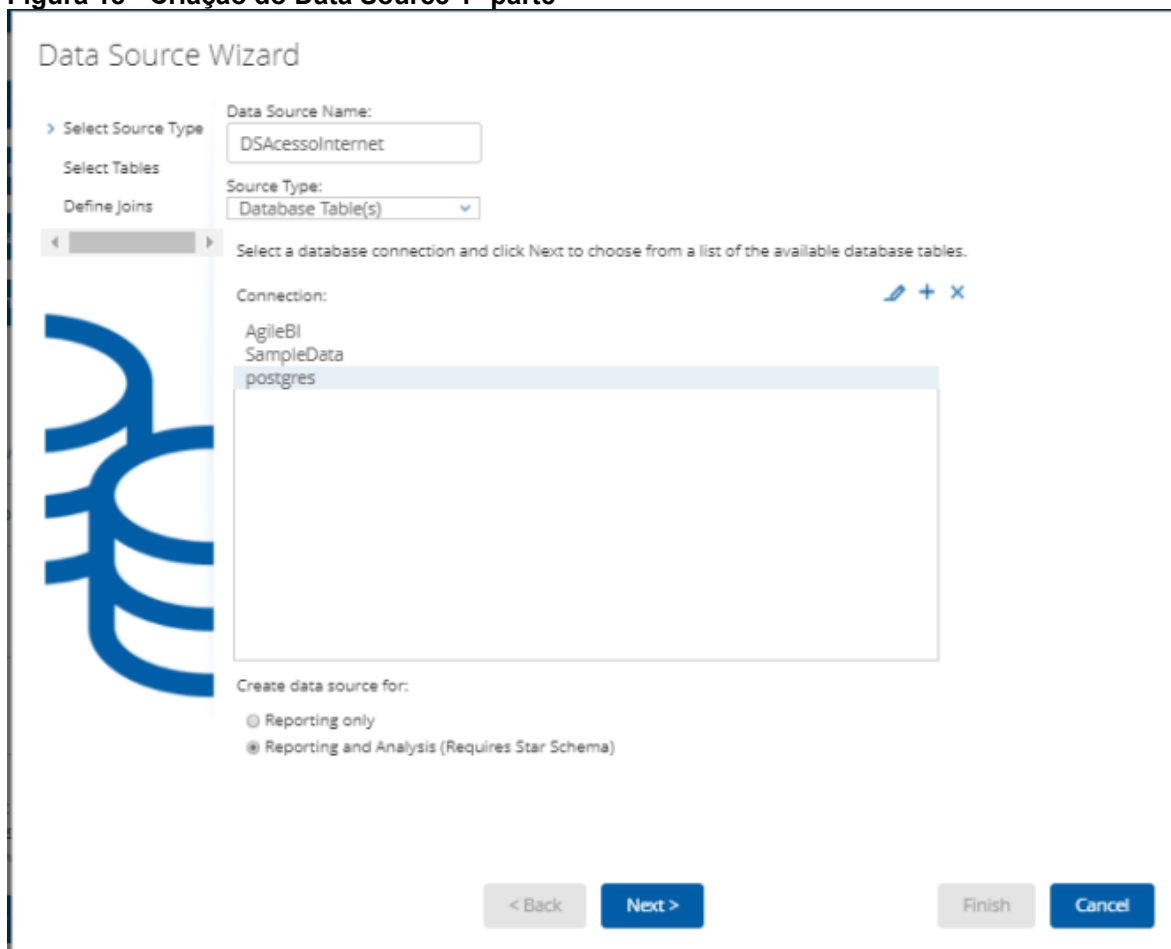 Data Source Wizard
Select Source Type
Select Tables
Define Joins
Data Source Name:
DSAcessoInternet
Source Type:
Database Table(s)
Select a database connection and click Next to choose from a list of the available database tables.
Connection:
AgileBI
SampleData
postgres
Create data source for:
Reporting only
Reporting and Analysis (Requires Star Schema)
< Back
Next >
Finish
Cancel